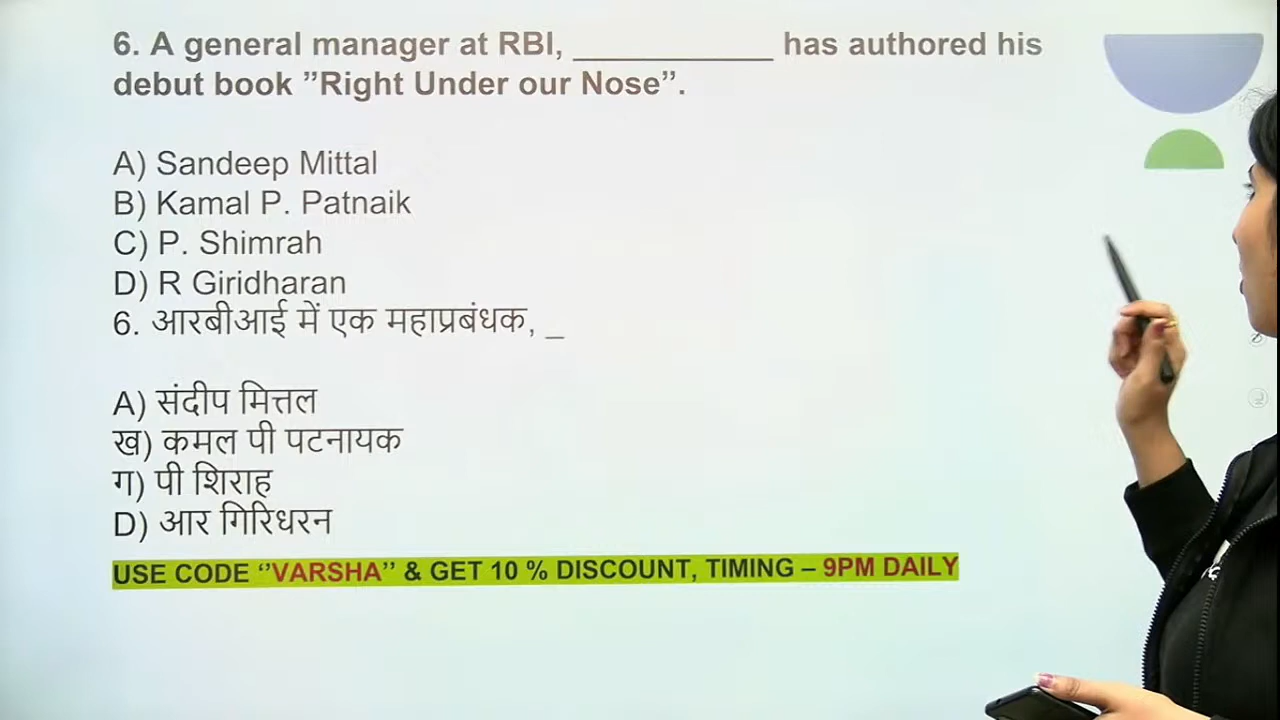 6. A general manager at RBI, ____________ has authored his
debut book ”Right Under our Nose”.
A) Sandeep Mittal
B) Kamal P. Patnaik
C) P. Shimrah
D) R Giridharan
6. आरबीआई में एक महाप्रबंधक, _
A) संदीप मित्तल
ख) कमल पी पटनायक
ग) पी शिराह
D) आर गिरिधरन
USE CODE “VARSHA” & GET 10 % DISCOUNT, TIMING – 9PM DAILY